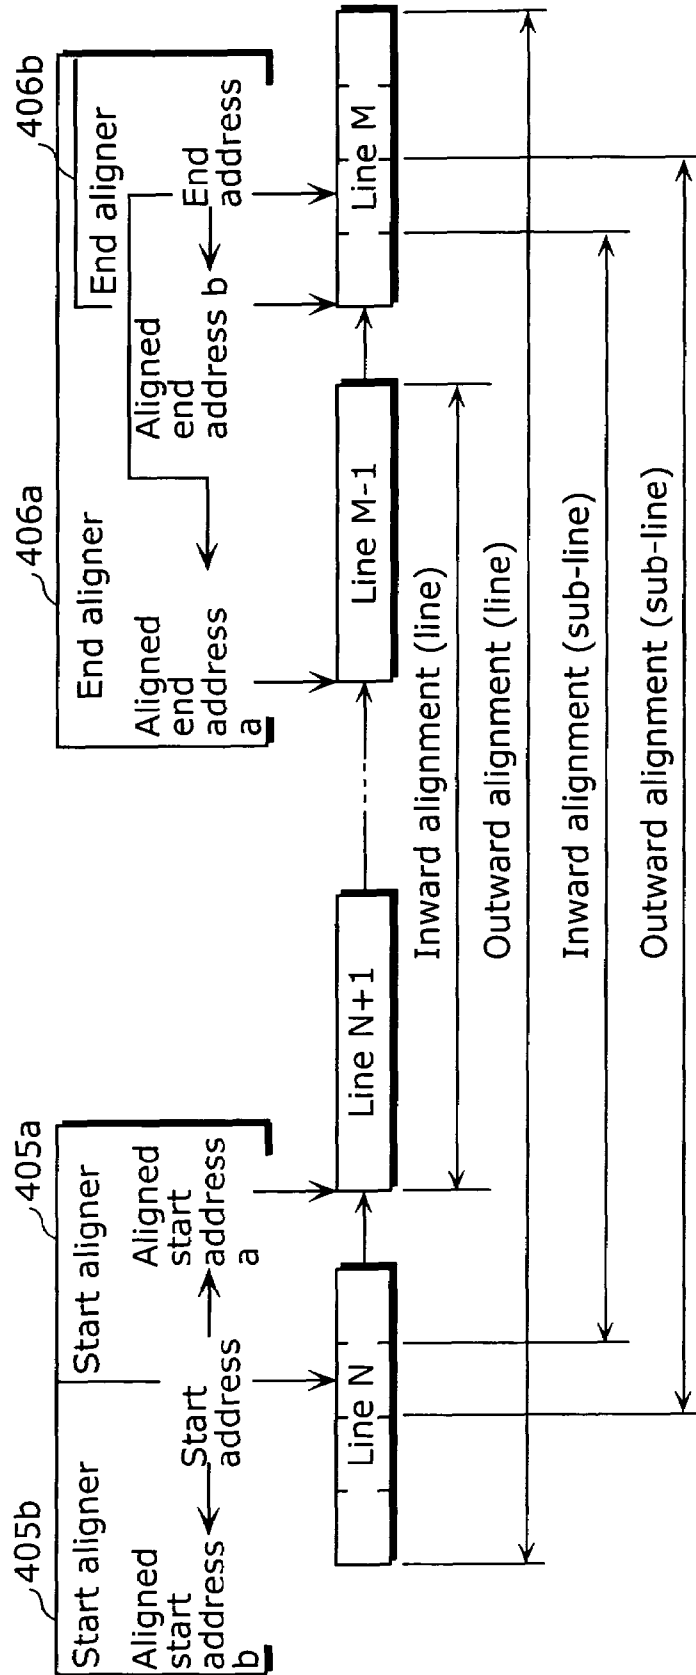 405b
405a
406a
406b
Start aligner
Start aligner
End aligner
End aligner
Aligned
start
address
b
Start
address
Aligned
start
address
a
Aligned
end
address
a
Aligned
end
address b
End
address
Line N
Line N+1
Line M-1
Line M
Inward alignment (line)
Outward alignment (line)
Inward alignment (sub-line)
Outward alignment (sub-line)